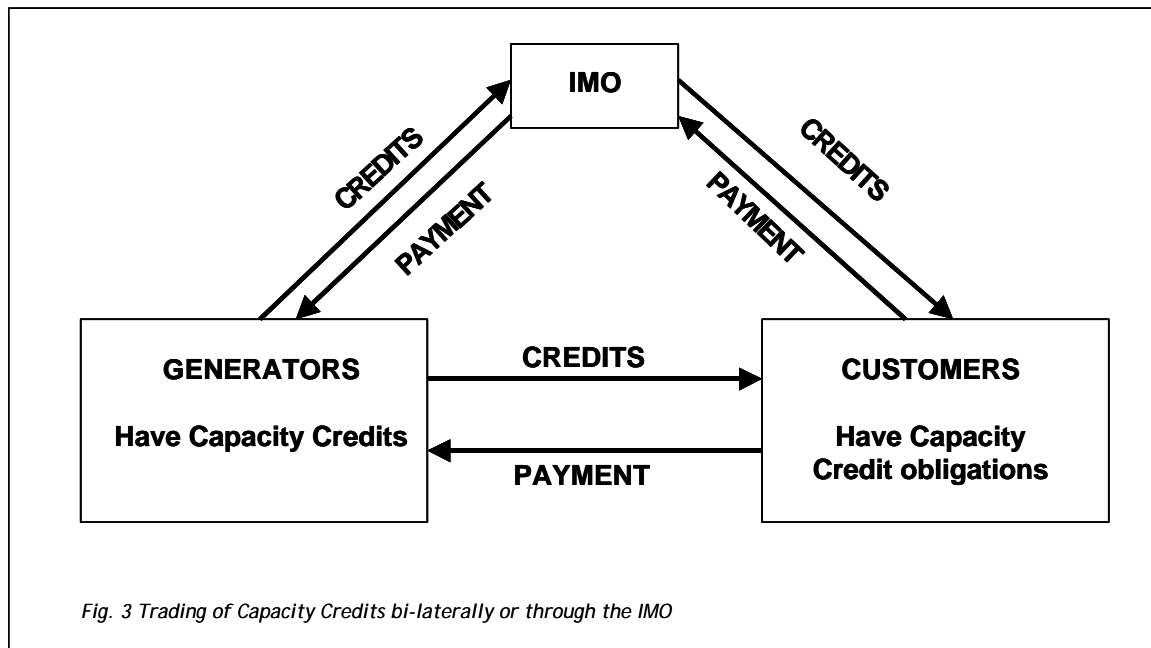 IMO
CREDITS
PAYMENT
CREDITS
PAYMENT
GENERATORS
Have Capacity Credits
CREDITS
PAYMENT
CUSTOMERS
Have Capacity
Credit obligations
Fig. 3 Trading of Capacity Credits bi-laterally or through the IMO